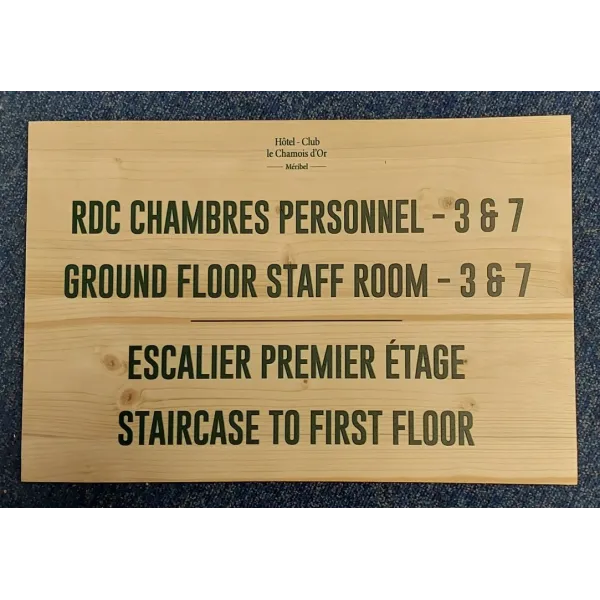 Hôtel - Club
le Chamois d'Or
Méribel
RDC CHAMBRES PERSONNEL - 3 & 7
GROUND FLOOR STAFF ROOM - 3 & 7
ESCALIER PREMIER ÉTAGE
STAIRCASE TO FIRST FLOOR